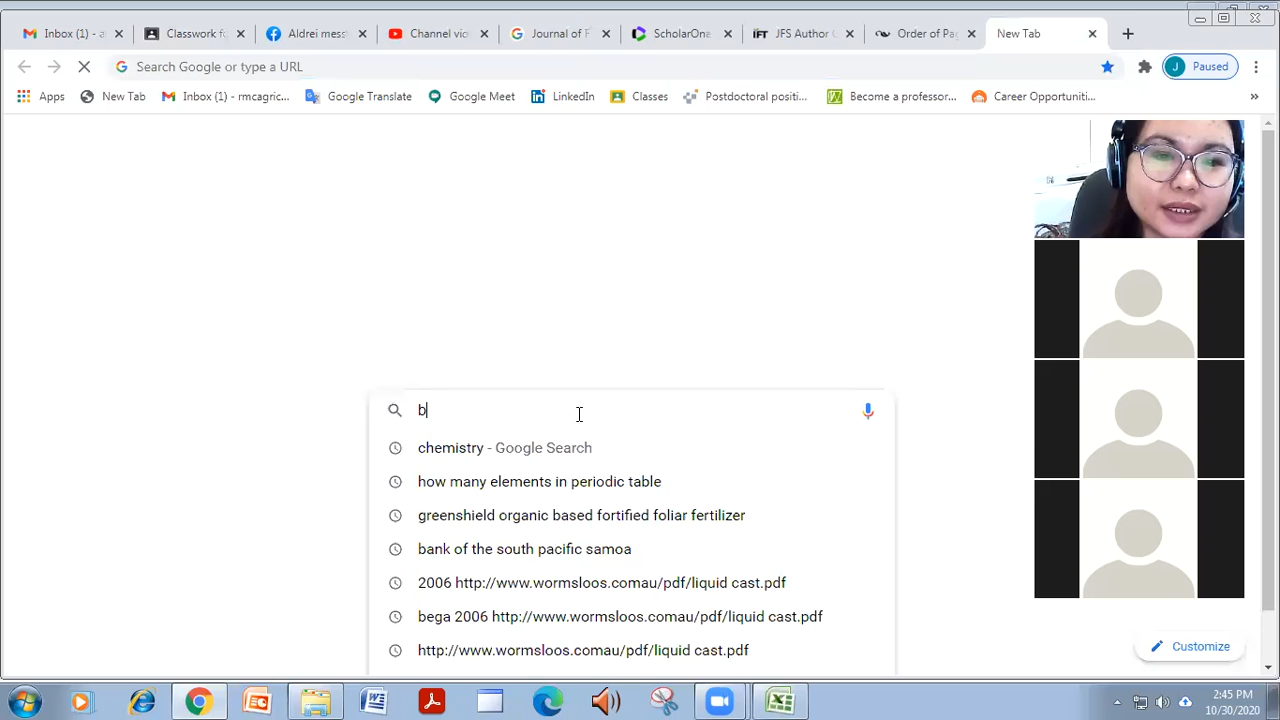 Inbox (1) - a
Classwork fo
Aldrei mess
Channel vid
Journal of F
ScholarOne
iFT JFS Author G
Order of Pac
New Tab
Search Google or type a URL
J Paused
Apps
New Tab
Inbox (1) - rmcagric...
Google Translate
Google Meet
LinkedIn
Classes
Postdoctoral positi...
Become a professor...
Career Opportuniti...
»
b
chemistry - Google Search
how many elements in periodic table
greenshield organic based fortified foliar fertilizer
bank of the south pacific samoa
2006 http://www.wormsloos.comau/pdf/liquid cast.pdf
bega 2006 http://www.wormsloos.comau/pdf/liquid cast.pdf
http://www.wormsloos.comau/pdf/liquid cast.pdf
Customize
2:45 PM
10/30/2020